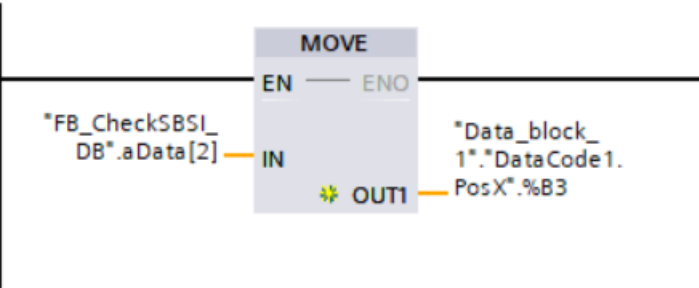 MOVE
EN
ENO
"FB_CheckSBSI_
DB".aData[2]
IN
OUT1
"Data_block_
1"."DataCode1.
PosX".%B3